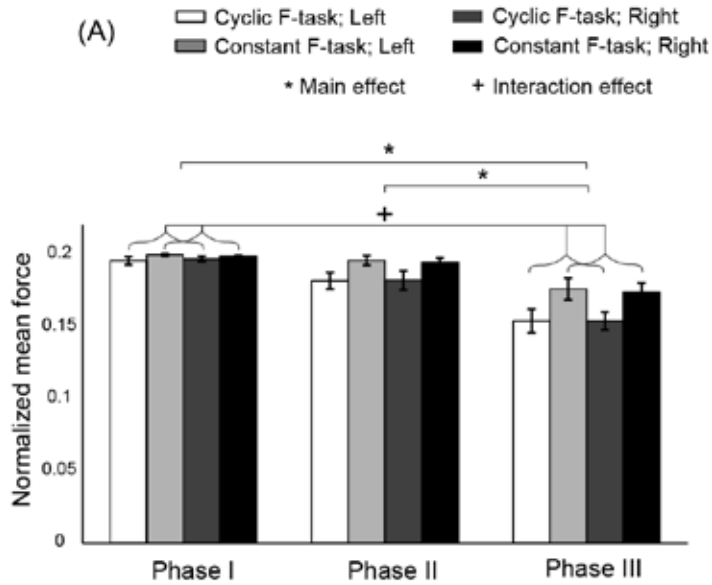 (A)
Cyclic F-task; Left
Cyclic F-task; Right
Constant F-task; Left
Constant F-task; Right
* Main effect
+ Interaction effect
*
*
+
Normalized mean force
0.2
0.15
0.1
0.05
0
Phase I
Phase II
Phase III